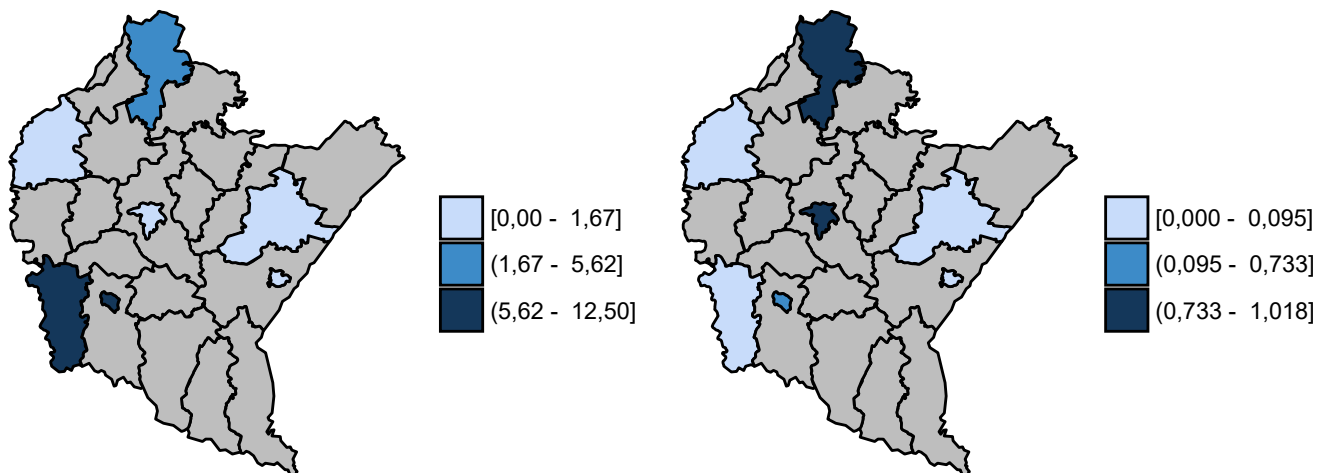 [0,00 - 1,67]
(1,67 - 5,62]
(5,62 - 12,50]
[0,000 - 0,095]
(0,095 - 0,733]
(0,733 - 1,018]